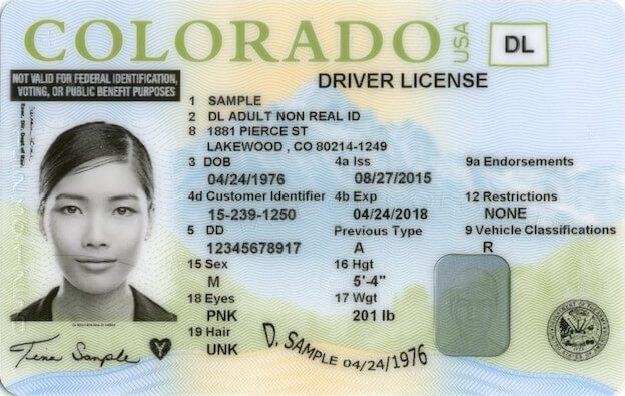 COLORADO USA DL
NOT VALID FOR FEDERAL IDENTIFICATION,
VOTING, OR PUBLIC BENEFIT PURPOSES
DRIVER LICENSE
1 SAMPLE
2 DL ADULT NON REAL ID
8 1881 PIERCE ST
LAKEWOOD , CO 80214-1249
3 DOB 4a Iss 9a Endorsements
04/24/1976 08/27/2015
4d Customer Identifier 4b Exp 12 Restrictions
15-239-1250 04/24/2018 NONE
5 DD Previous Type 9 Vehicle Classifications
12345678917 A R
15 Sex 16 Hgt
M 5'-4"
18 Eyes 17 Wgt
PNK 201 lb
19 Hair
UNK
D. SAMPLE 04/24/1976
Tena Sample Y